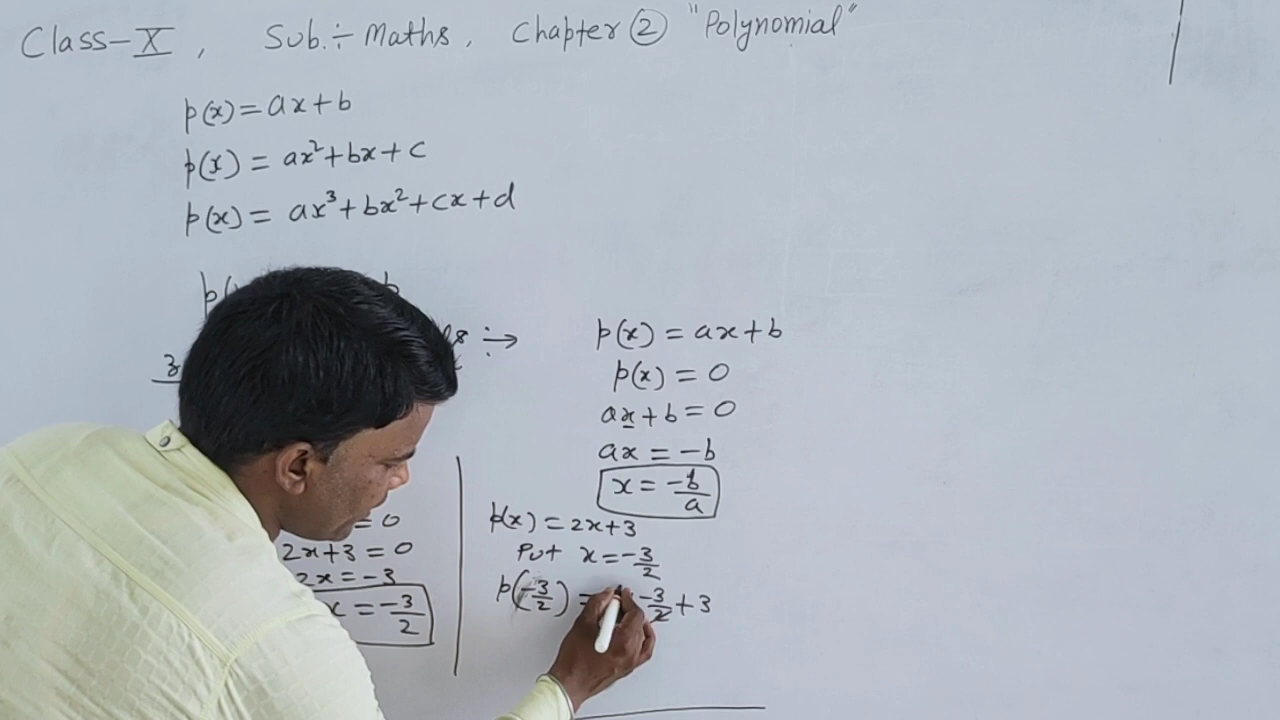 Class-X, Sub.÷ Maths, Chapter ② "Polynomial"
p(x) = ax+b
p(x) = ax²+bx+c
p(x) = ax³+bx²+cx+d
p(x) = ax+b
p(x) = 0
ax+b = 0
ax = -b
x = -b/a
= 0
2x+3 = 0
2x = -3
x = -3/2
p(x) = 2x+3
Put x = -3/2
p(-3/2) = -3/2 + 3